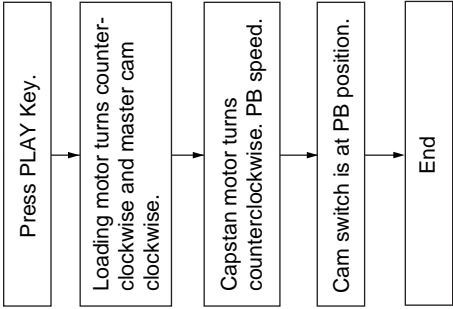 Press PLAY Key.
Loading motor turns counter-
clockwise and master cam
clockwise.
Capstan motor turns
counterclockwise. PB speed.
Cam switch is at PB position.
End